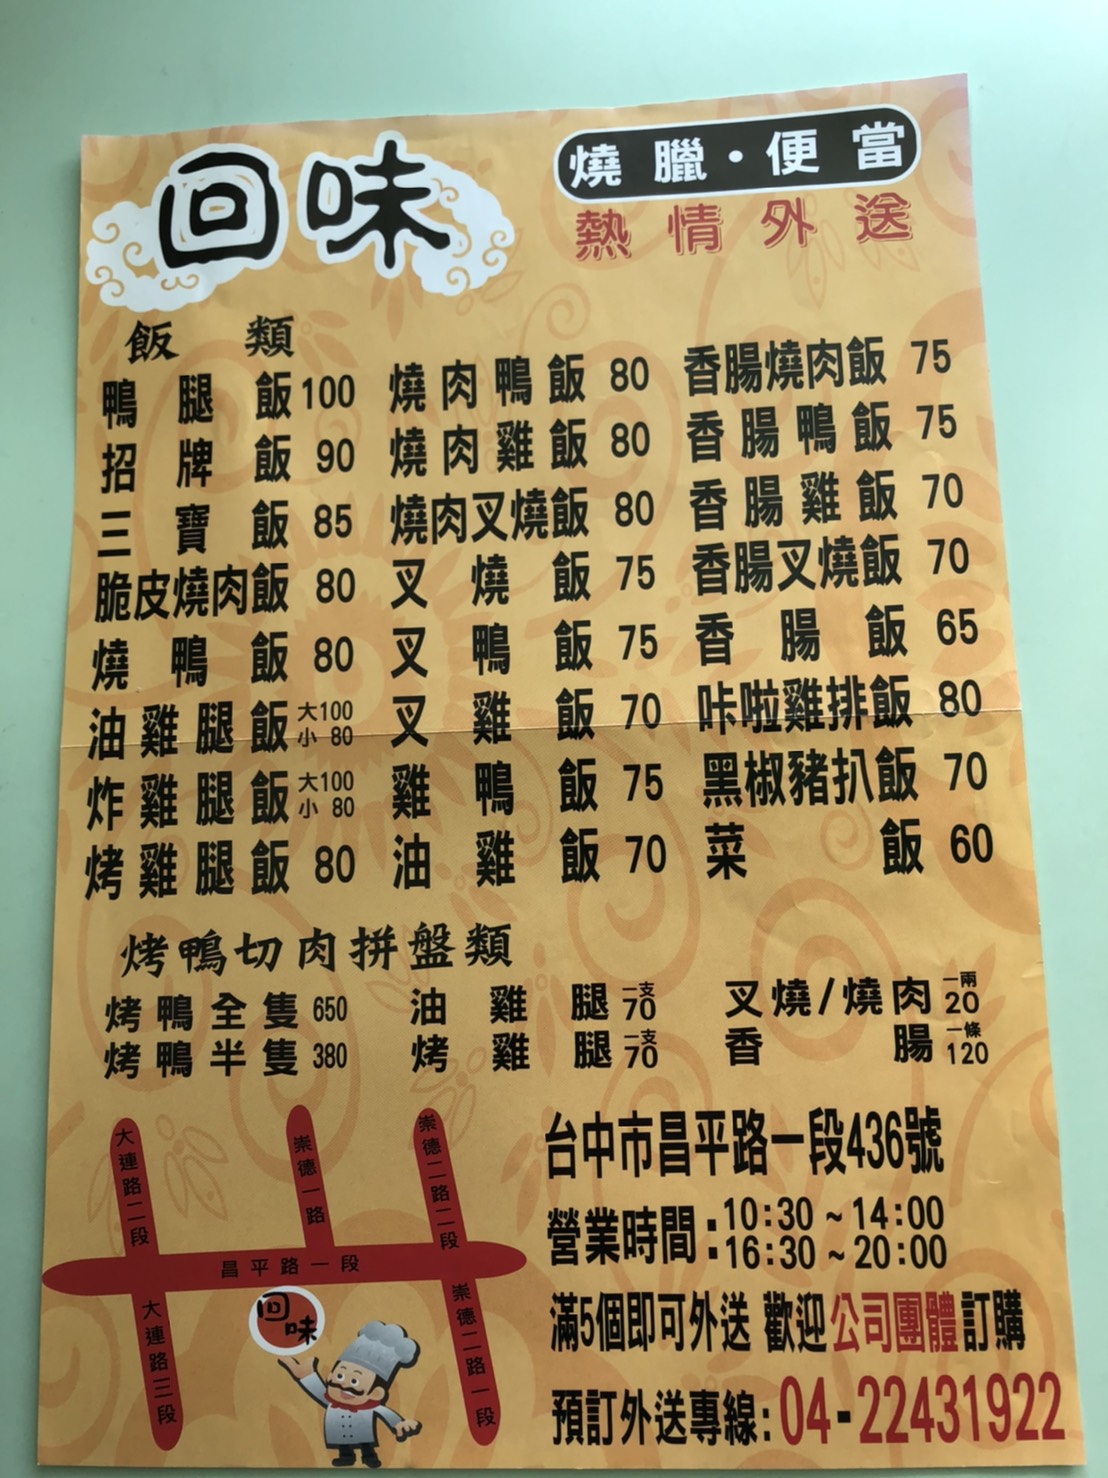 回味
燒臘・便當
熱情外送
飯類
鴨腿飯100 燒肉鴨飯 80 香腸燒肉飯 75
招牌飯 90 燒肉雞飯 80 香腸鴨飯 75
三寶飯 85 燒肉叉燒飯 80 香腸雞飯 70
脆皮燒肉飯 80 叉燒飯 75 香腸叉燒飯 70
燒鴨飯 80 叉鴨飯 75 香腸飯 65
油雞腿飯 大100 小 80 叉雞飯 70 咔啦雞排飯 80
炸雞腿飯 大100 小 80 雞鴨飯 75 黑椒豬扒飯 70
烤雞腿飯 80 油雞飯 70 菜飯 60
烤鴨切肉拼盤類
烤鴨全隻 650 油雞腿 一支70 叉燒/燒肉 一兩20
烤鴨半隻 380 烤雞腿 一支70 香腸 一條120
大連路二段
崇德一路
崇德二路二段
昌平路一段
大連路三段
崇德二路一段
回味
台中市昌平路一段436號
營業時間:10:30~14:00
16:30~20:00
滿5個即可外送 歡迎公司團體訂購
預訂外送專線:04-22431922